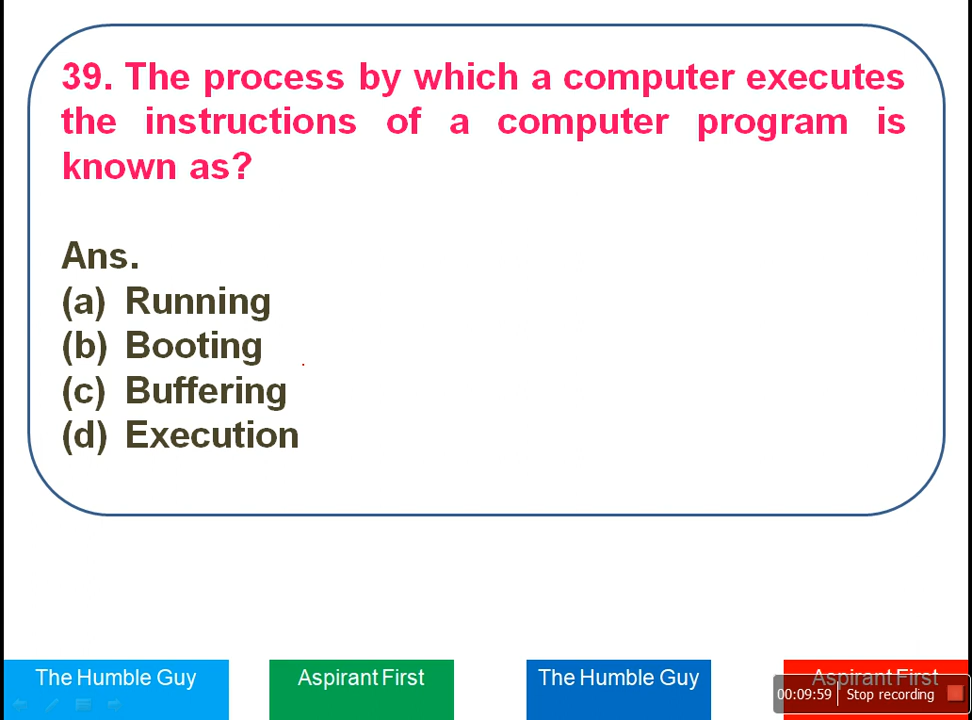 39. The process by which a computer executes
the instructions of a computer program is
known as?
Ans.
(a) Running
(b) Booting
(c) Buffering
(d) Execution
The Humble Guy
Aspirant First
The Humble Guy
Aspirant First
00:09:59 Stop recording